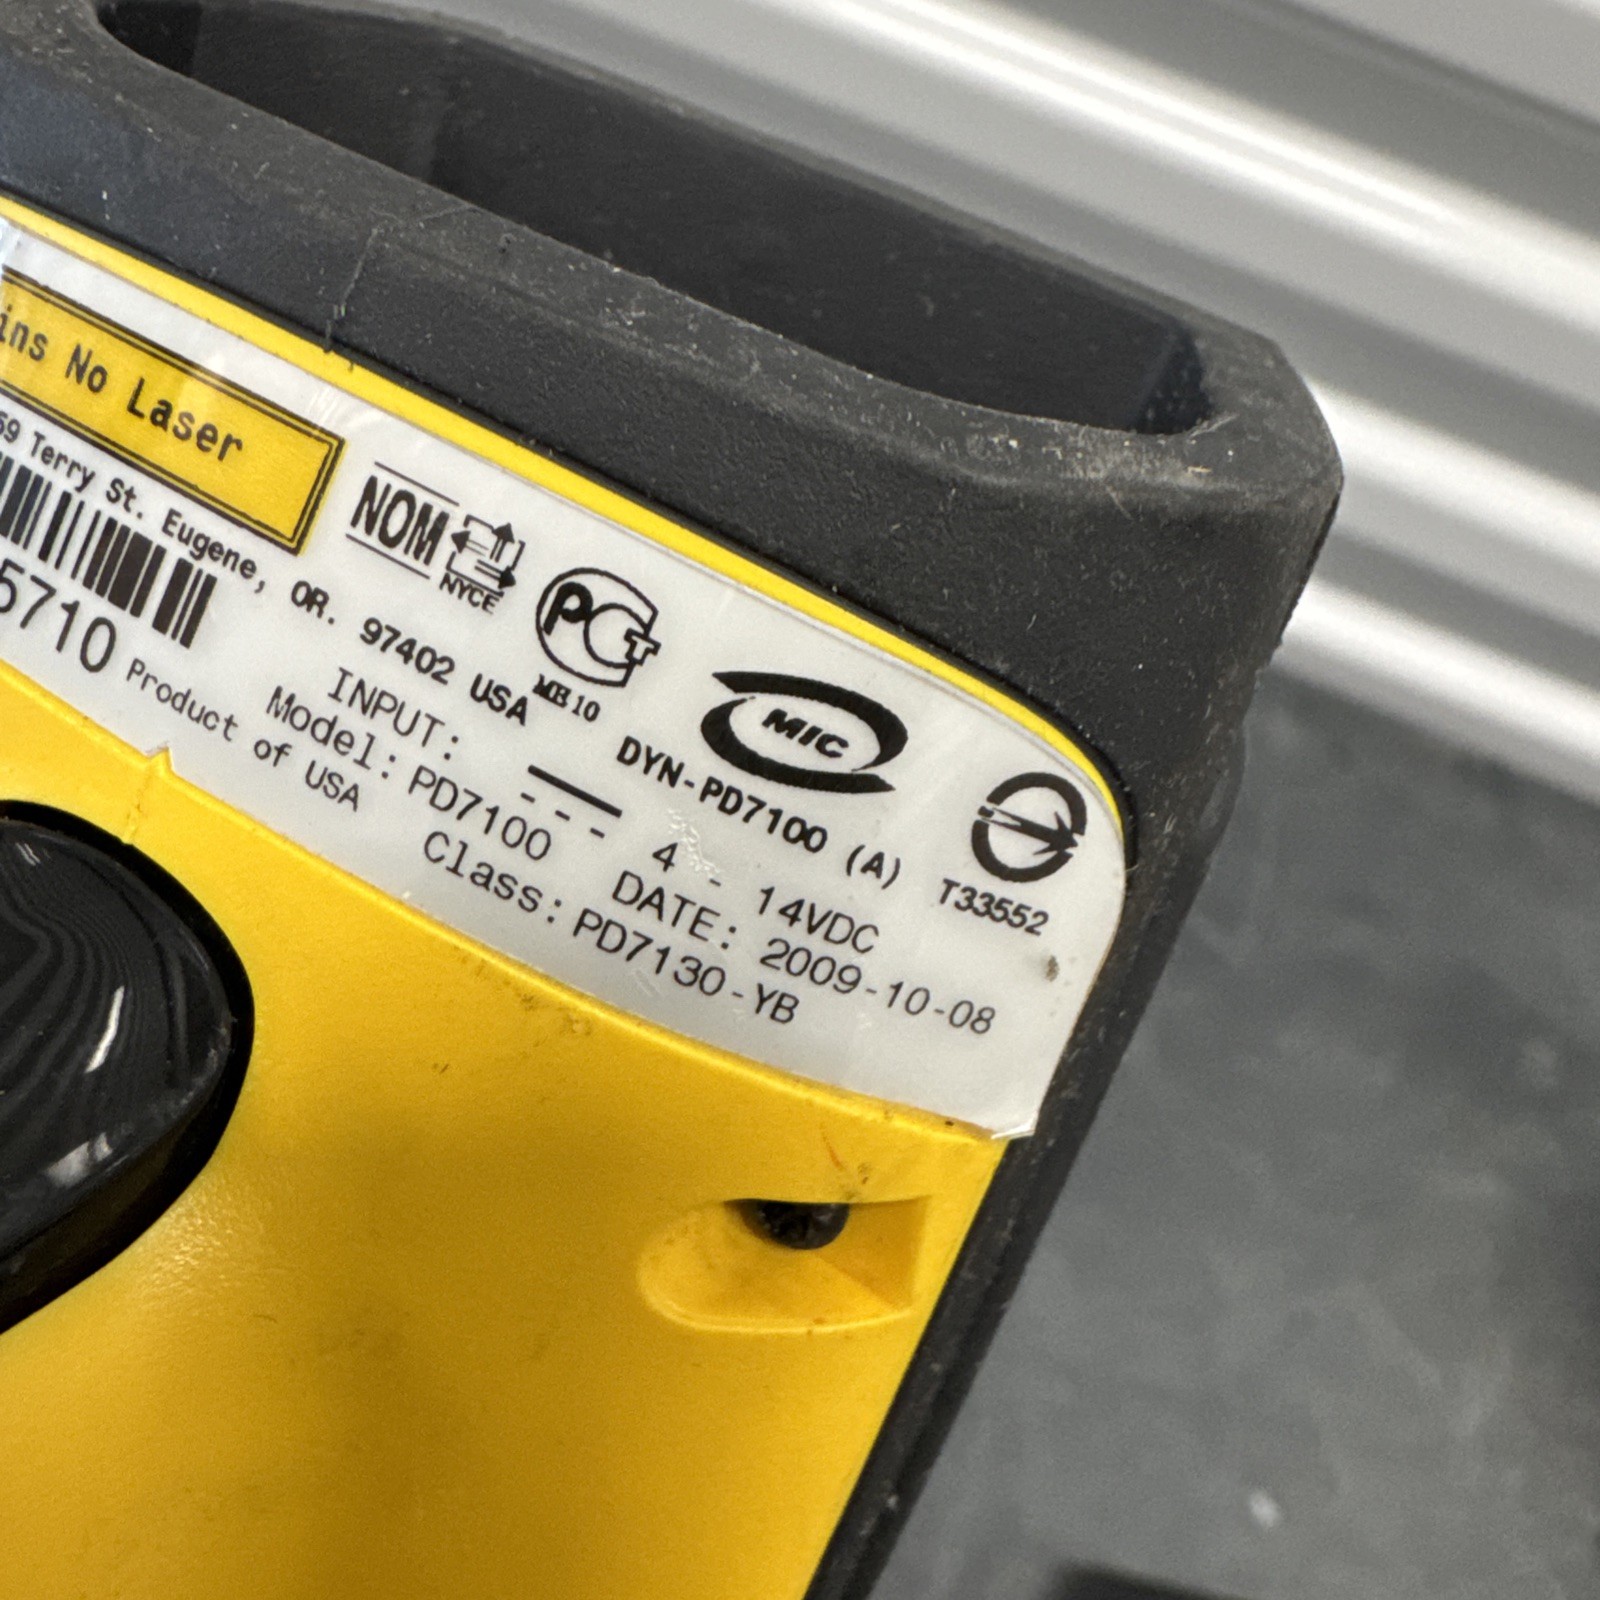 ins No Laser
59 Terry St. Eugene, OR. 97402 USA
5710
NOM
NYCE
PCT
MB10
MIC
DYN-PD7100 (A)
T33552
INPUT: 4 - 14VDC
Model: PD7100 DATE: 2009-10-08
Product of USA Class: PD7130-YB